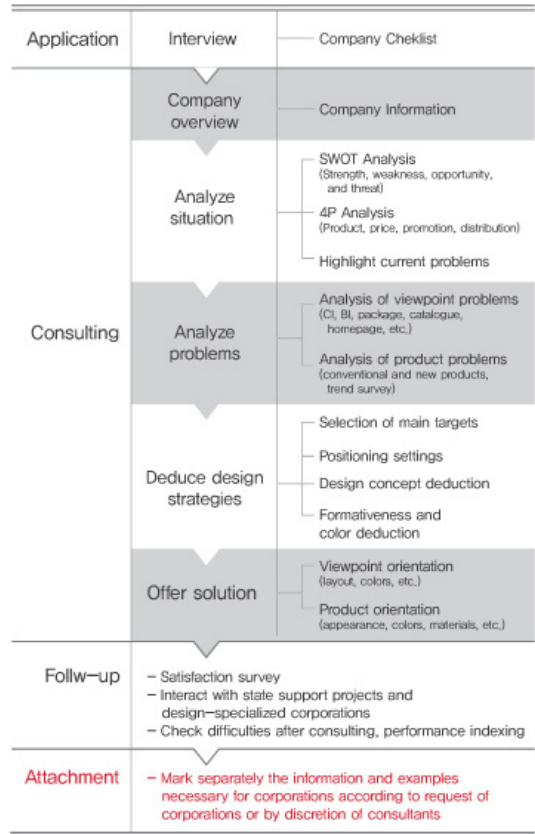 Application
Interview
Company Cheklist
Consulting
Company
overview
Company Information
Analyze
situation
SWOT Analysis
(Strength, weakness, opportunity,
and threat)
4P Analysis
(Product, price, promotion, distribution)
Highlight current problems
Analyze
problems
Analysis of viewpoint problems
(CI, BI, package, catalogue,
homepage, etc.)
Analysis of product problems
(conventional and new products,
trend survey)
Deduce design
strategies
Selection of main targets
Positioning settings
Design concept deduction
Formativeness and
color deduction
Offer solution
Viewpoint orientation
(layout, colors, etc.)
Product orientation
(appearance, colors, materials, etc.)
Follw-up
- Satisfaction survey
- Interact with state support projects and
design-specialized corporations
- Check difficulties after consulting, performance indexing
Attachment
- Mark separately the information and examples
necessary for corporations according to request of
corporations or by discretion of consultants